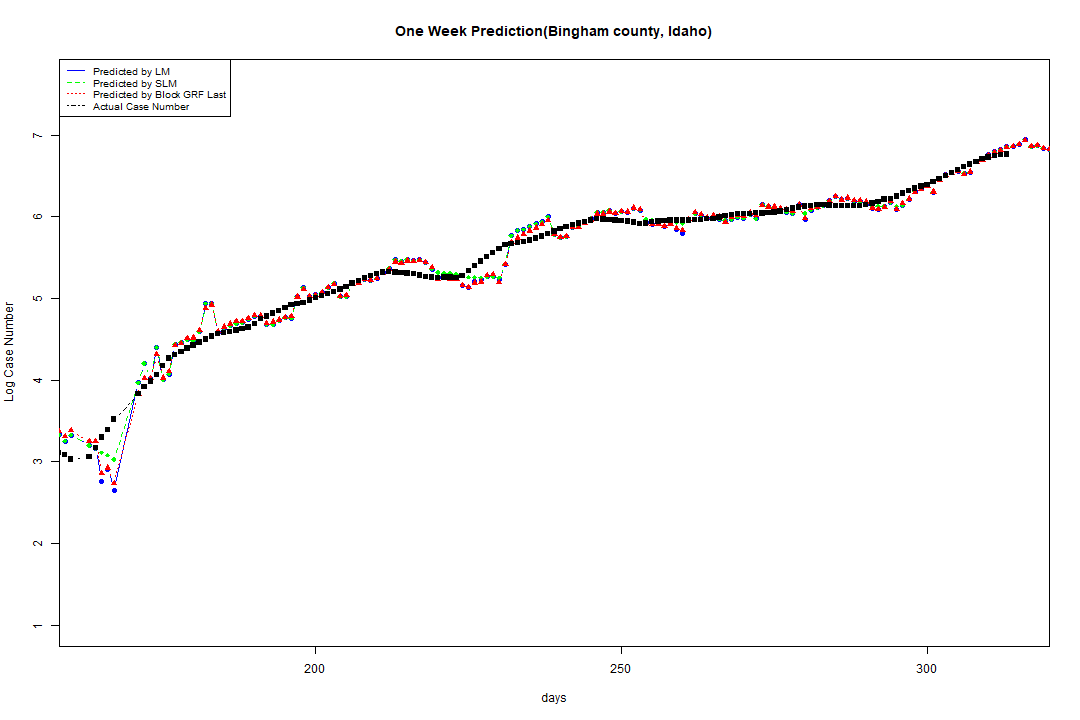 One Week Prediction(Bingham county, Idaho)
Predicted by LM
Predicted by SLM
Predicted by Block GRF Last
Actual Case Number
7
6
5
4
3
2
1
Log Case Number
200
250
300
days